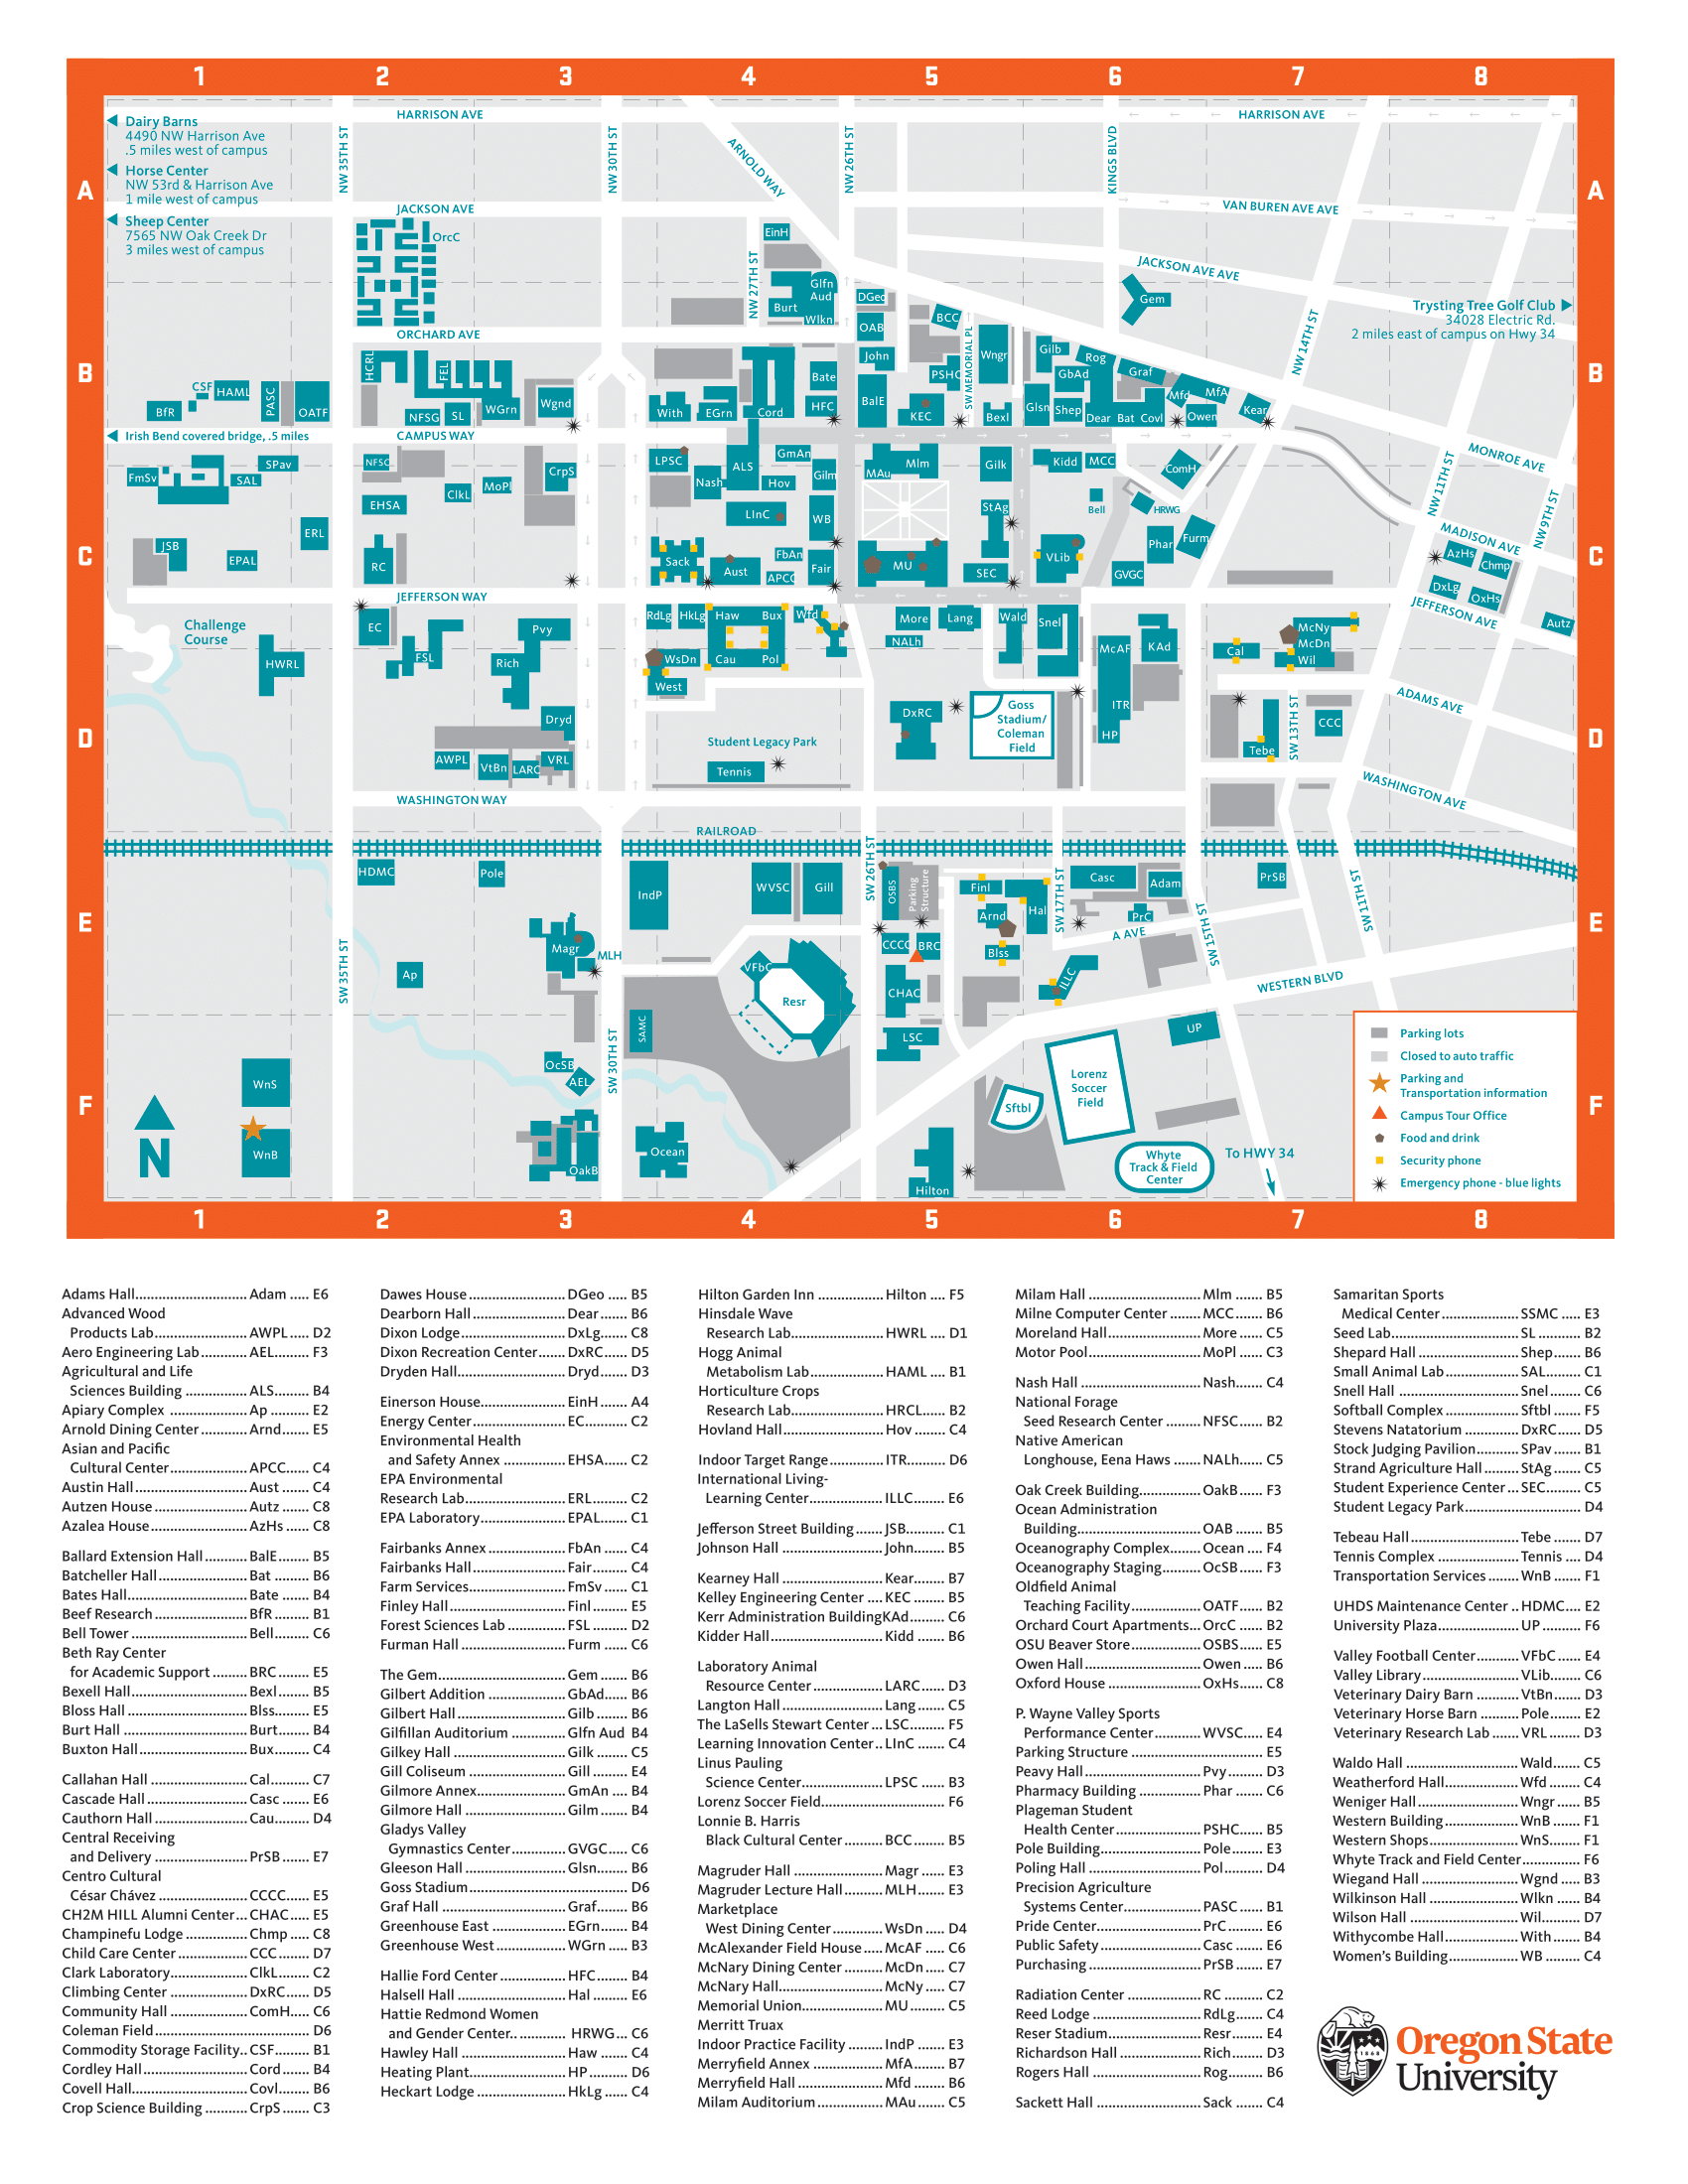 1 2 3 4 5 6 7 8
A A
B B
C C
D D
E E
F F
1 2 3 4 5 6 7 8
Dairy Barns
4490 NW Harrison Ave
.5 miles west of campus
Horse Center
NW 53rd & Harrison Ave
1 mile west of campus
Sheep Center
7565 NW Oak Creek Dr
3 miles west of campus
HARRISON AVE
HARRISON AVE
NW 35TH ST
NW 30TH ST
ARNOLD WAY
NW 26TH ST
KINGS BLVD
JACKSON AVE
VAN BUREN AVE AVE
JACKSON AVE AVE
NW 27TH ST
NW 14TH ST
OrcC
EinH
Glfn
Aud
Burt
Wlkn
DGeo
OAB
BCC
Gem
Trysting Tree Golf Club
34028 Electric Rd.
2 miles east of campus on Hwy 34
ORCHARD AVE
SW MEMORIAL PL
HCRL
FEL
CSF
HAML
PASC
BfR
OATF
NFSG
SL
WGrn
Wgnd
With
EGrn
Cord
Bate
HFC
John
BalE
PSHC
KEC
Wngr
Bexl
Gilb
GbAd
Rog
Graf
Glsn
Shep
Dear
Bat
Covl
Mfd
MfA
Owen
Kear
Irish Bend covered bridge, .5 miles
CAMPUS WAY
MONROE AVE
NW 11TH ST
NW 9TH ST
MADISON AVE
FmSv
SPav
SAL
NFSC
MoPl
ClkL
EHSA
CrpS
LPSC
Nash
ALS
GmAn
Hov
Gilm
LInC
WB
MAu
Mlm
Gilk
Kidd
MCC
ComH
StAg
Bell
HRWG
ERL
JSB
EPAL
RC
Sack
Aust
FbAn
APCC
Fair
MU
SEC
VLib
Phar
Furm
GVGC
AzHs
Chmp
DxLg
OxHs
Autz
JEFFERSON WAY
JEFFERSON AVE
Challenge
Course
HWRL
EC
FSL
Pvy
Rich
RdLg
HkLg
Haw
Bux
Wfd
WsDn
Cau
Pol
West
More
Lang
NALh
Wald
Snel
McAF
KAd
Cal
McNy
McDn
Wil
Dryd
AWPL
VtBn
LARC
VRL
Student Legacy Park
Tennis
DxRC
Goss
Stadium/
Coleman
Field
ITR
HP
Tebe
CCC
SW 13TH ST
ADAMS AVE
WASHINGTON AVE
WASHINGTON WAY
RAILROAD
SW 26TH ST
SW 17TH ST
SW 15TH ST
SW 11TH ST
HDMC
Pole
IndP
WVSC
Gill
OSBS
Parking
Structure
Finl
Arnd
Hal
Casc
Adam
PrSB
PrC
A AVE
SW 35TH ST
Ap
Magr
MLH
VFbC
Resr
CCCC
BRC
Blss
CHAC
ILLC
WESTERN BLVD
SW 30TH ST
SAMC
LSC
UP
WnS
WnB
N
OcSB
AEL
OakB
Ocean
Sftbl
Lorenz
Soccer
Field
Hilton
Whyte
Track & Field
Center
To HWY 34
Parking lots
Closed to auto traffic
Parking and
Transportation information
Campus Tour Office
Food and drink
Security phone
Emergency phone - blue lights
Adams Hall............Adam ..... E6
Advanced Wood
Products Lab............AWPL ..... D2
Aero Engineering Lab ............AEL........ F3
Agricultural and Life
Sciences Building ............ALS......... B4
Apiary Complex ............Ap ......... E2
Arnold Dining Center............Arnd....... E5
Asian and Pacific
Cultural Center............APCC..... C4
Austin Hall............Aust ...... C4
Autzen House............Autz ...... C8
Azalea House............AzHs ...... C8
Ballard Extension Hall............BalE........ B5
Batcheller Hall............Bat ........ B6
Bates Hall............Bate ....... B4
Beef Research ............BfR ........ B1
Bell Tower ............Bell........ C6
Beth Ray Center
for Academic Support ............BRC........ E5
Bexell Hall............Bexl........ B5
Bloss Hall ............Blss........ E5
Burt Hall ............Burt........ B4
Buxton Hall............Bux........ C4
Callahan Hall ............Cal......... C7
Cascade Hall ............Casc ...... E6
Cauthorn Hall ............Cau........ D4
Central Receiving
and Delivery ............PrSB ...... E7
Centro Cultural
César Chávez ............CCCC...... E5
CH2M HILL Alumni Center...CHAC..... E5
Champinefu Lodge ............Chmp .... C8
Child Care Center ............CCC ....... D7
Clark Laboratory............ClkL........ C2
Climbing Center ............DxRC...... D5
Community Hall ............ComH.... C6
Coleman Field............ D6
Commodity Storage Facility..CSF........ B1
Cordley Hall ............Cord ...... B4
Covell Hall............Covl....... B6
Crop Science Building ............CrpS....... C3
Dawes House............DGeo ..... B5
Dearborn Hall ............Dear ...... B6
Dixon Lodge............DxLg....... C8
Dixon Recreation Center......DxRC...... D5
Dryden Hall............Dryd ...... D3
Einerson House............EinH ...... A4
Energy Center............EC........ C2
Environmental Health
and Safety Annex ............EHSA...... C2
EPA Environmental
Research Lab............ERL........ C2
EPA Laboratory............EPAL....... C1
Fairbanks Annex ............FbAn ..... C4
Fairbanks Hall............Fair........ C4
Farm Services............FmSv ..... C1
Finley Hall ............Finl ........ E5
Forest Sciences Lab ............FSL ........ D2
Furman Hall ............Furm ..... C6
The Gem............Gem ...... B6
Gilbert Addition ............GbAd..... B6
Gilbert Hall............Gilb ....... B6
Gilfillan Auditorium ............Glfn Aud B4
Gilkey Hall ............Gilk ....... C5
Gill Coliseum ............Gill ........ E4
Gilmore Annex............GmAn ... B4
Gilmore Hall ............Gilm ...... B4
Gladys Valley
Gymnastics Center............GVGC..... C6
Gleeson Hall ............Glsn....... B6
Goss Stadium............ D6
Graf Hall ............Graf....... B6
Greenhouse East ............EGrn...... B4
Greenhouse West ............WGrn .... B3
Hallie Ford Center ............HFC....... B4
Halsell Hall ............Hal ........ E6
Hattie Redmond Women
and Gender Center............ HRWG... C6
Hawley Hall ............Haw ...... C4
Heating Plant............HP ........ D6
Heckart Lodge ............HkLg ..... C4
Hilton Garden Inn ............Hilton .... F5
Hinsdale Wave
Research Lab............HWRL .... D1
Hogg Animal
Metabolism Lab ............HAML .... B1
Horticulture Crops
Research Lab............HRCL...... B2
Hovland Hall............Hov ........ C4
Indoor Target Range............ITR......... D6
International Living-
Learning Center............ILLC........ E6
Jefferson Street Building ......JSB......... C1
Johnson Hall ............John....... B5
Kearney Hall ............Kear....... B7
Kelley Engineering Center ....KEC ....... B5
Kerr Administration BuildingKAd........ C6
Kidder Hall............Kidd ....... B6
Laboratory Animal
Resource Center ............LARC...... D3
Langton Hall ............Lang ...... C5
The LaSells Stewart Center...LSC........ F5
Learning Innovation Center..LInC ...... C4
Linus Pauling
Science Center............LPSC ...... B3
Lorenz Soccer Field............ F6
Lonnie B. Harris
Black Cultural Center ............BCC........ B5
Magruder Hall ............Magr ..... E3
Magruder Lecture Hall............MLH....... E3
Marketplace
West Dining Center............WsDn .... D4
McAlexander Field House.....McAF ..... C6
McNary Dining Center ............McDn .... C7
McNary Hall............McNy..... C7
Memorial Union............MU........ C5
Merritt Truax
Indoor Practice Facility ............IndP ...... E3
Merryfield Annex ............MfA....... B7
Merryfield Hall ............Mfd ....... B6
Milam Auditorium............MAu...... C5
Milam Hall ............Mlm ...... B5
Milne Computer Center ............MCC ...... B6
Moreland Hall............More ..... C5
Motor Pool............MoPl ..... C3
Nash Hall ............Nash...... C4
National Forage
Seed Research Center ............NFSC ..... B2
Native American
Longhouse, Eena Haws ............NALh..... C5
Oak Creek Building............OakB..... F3
Ocean Administration
Building............OAB ...... B5
Oceanography Complex............Ocean ... F4
Oceanography Staging............OcSB ..... F3
Oldfield Animal
Teaching Facility............OATF ..... B2
Orchard Court Apartments...OrcC ..... B2
OSU Beaver Store............OSBS..... E5
Owen Hall ............Owen .... B6
Oxford House ............OxHs..... C8
P. Wayne Valley Sports
Performance Center............WVSC.... E4
Parking Structure ............ E5
Peavy Hall ............Pvy ....... D3
Pharmacy Building ............Phar ..... C6
Plageman Student
Health Center............PSHC..... B5
Pole Building............Pole....... E3
Poling Hall ............Pol ....... D4
Precision Agriculture
Systems Center............PASC .... B1
Pride Center............PrC....... E6
Public Safety............Casc ..... E6
Purchasing ............PrSB ..... E7
Radiation Center ............RC ........ C2
Reed Lodge ............RdLg..... C4
Reser Stadium............Resr ..... E4
Richardson Hall ............Rich...... D3
Rogers Hall ............Rog....... B6
Sackett Hall ............Sack ...... C4
Samaritan Sports
Medical Center ............SSMC .... E3
Seed Lab............SL .......... B2
Shepard Hall ............Shep...... B6
Small Animal Lab ............SAL........ C1
Snell Hall ............Snel ...... C6
Softball Complex ............Sftbl ..... F5
Stevens Natatorium ............DxRC..... D5
Stock Judging Pavilion............SPav ..... B1
Strand Agriculture Hall ............StAg...... C5
Student Experience Center...SEC........ C5
Student Legacy Park............ D4
Tebeau Hall............Tebe ..... D7
Tennis Complex ............Tennis .... D4
Transportation Services ............WnB ..... F1
UHDS Maintenance Center ..HDMC.... E2
University Plaza............UP ........ F6
Valley Football Center............VFbC..... E4
Valley Library............VLib....... C6
Veterinary Dairy Barn ............VtBn..... D3
Veterinary Horse Barn ............Pole...... E2
Veterinary Research Lab ............VRL ...... D3
Waldo Hall ............Wald..... C5
Weatherford Hall............Wfd ..... C4
Weniger Hall............Wngr .... B5
Western Building............WnB ..... F1
Western Shops............WnS...... F1
Whyte Track and Field Center............ F6
Wiegand Hall ............Wgnd ... B3
Wilkinson Hall ............Wlkn .... B4
Wilson Hall ............Wil........ D7
Withycombe Hall............With ..... B4
Women's Building............WB ....... C4
1868
Oregon State
University